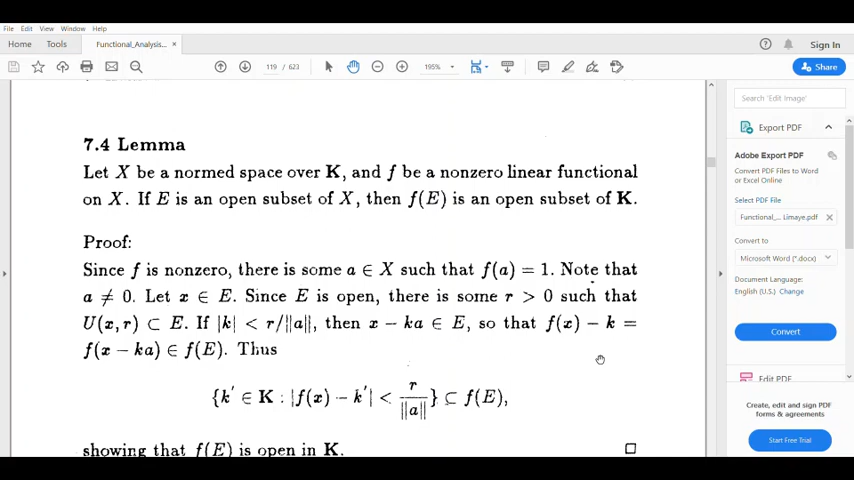 File Edit View Window Help
Home Tools Functional_Analysis... × Sign In
119 / 623 195% Share
7.4 Lemma
Let X be a normed space over K, and f be a nonzero linear functional
on X. If E is an open subset of X, then f(E) is an open subset of K.
Proof:
Since f is nonzero, there is some a ∈ X such that f(a) = 1. Note that
a ≠ 0. Let x ∈ E. Since E is open, there is some r > 0 such that
U(x, r) ⊂ E. If |k| < r/||a||, then x − ka ∈ E, so that f(x) − k =
f(x − ka) ∈ f(E). Thus
{k′ ∈ K : |f(x) − k′| < r/||a||} ⊂ f(E),
showing that f(E) is open in K. □
Search 'Edit Image'
Export PDF
Adobe Export PDF
Convert PDF Files to Word
or Excel Online
Select PDF File
Functional_... Limaye.pdf ×
Convert to
Microsoft Word (*.docx)
Document Language:
English (U.S.) Change
Convert
Edit PDF
Create, edit and sign PDF
forms & agreements
Start Free Trial